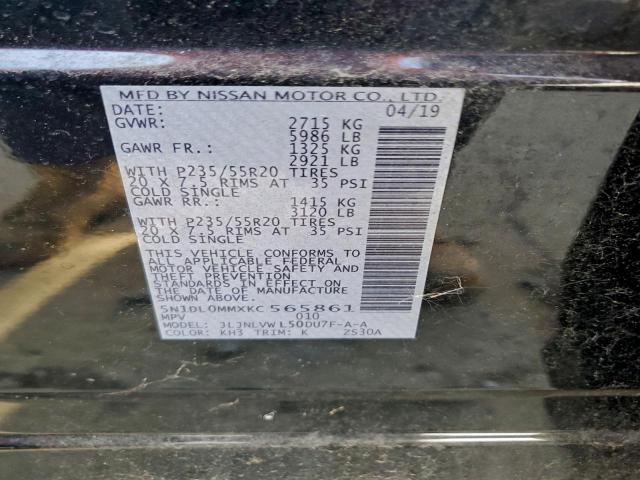 MFD BY NISSAN MOTOR CO., LTD.
DATE: 04/19
GVWR: 2715 KG
5986 LB
GAWR FR.: 1325 KG
2921 LB
WITH P235/55R20 TIRES
20 X 7.5 RIMS AT 35 PSI
COLD SINGLE
GAWR RR.: 1415 KG
3120 LB
WITH P235/55R20 TIRES
20 X 7.5 RIMS AT 35 PSI
COLD SINGLE
THIS VEHICLE CONFORMS TO
ALL APPLICABLE FEDERAL
MOTOR VEHICLE SAFETY AND
THEFT PREVENTION
STANDARDS IN EFFECT ON
THE DATE OF MANUFACTURE
SHOWN ABOVE.
5N1DL0MMXKC 565861
MPV 010
MODEL: JLJNLVW L50DU7F-A-A
COLOR: KH3 TRIM: K ZS30A